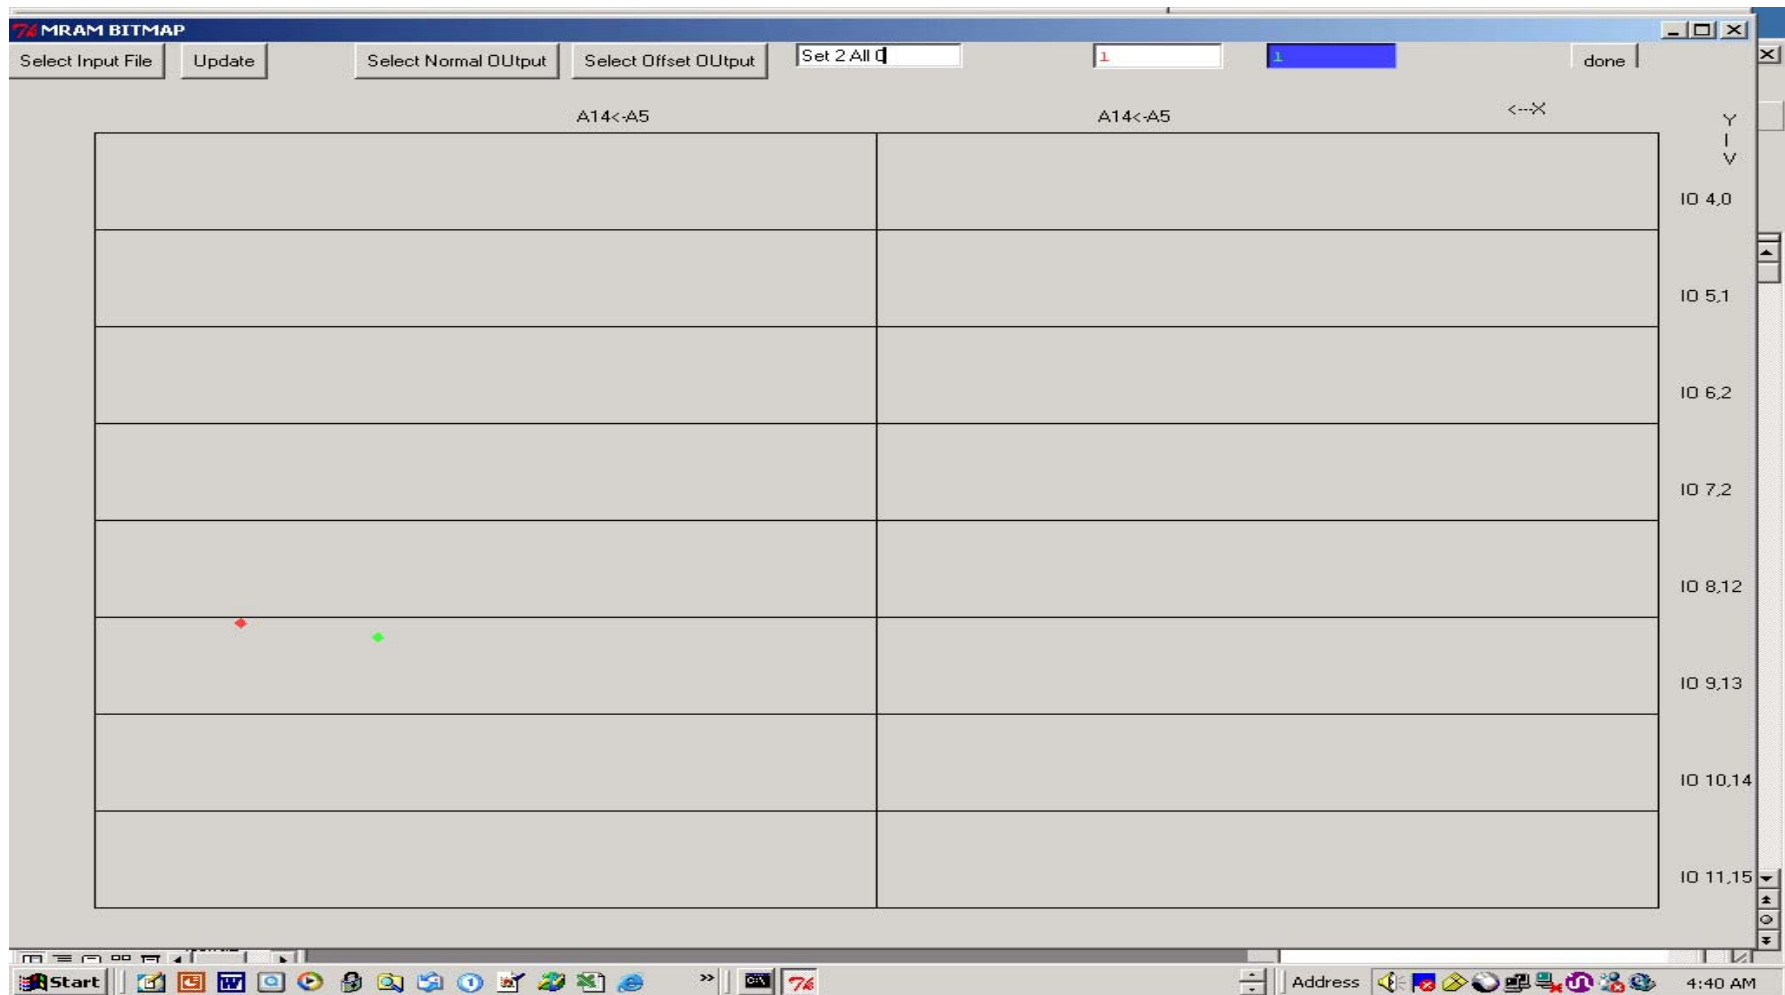 MRAM BITMAP
Select Input File Update Select Normal OUtput Select Offset OUtput Set 2 All 0 1 1 done
A14<-A5 A14<-A5 <---X
Y
|
V
IO 4,0
IO 5,1
IO 6,2
IO 7,2
IO 8,12
IO 9,13
IO 10,14
IO 11,15
Start Address 4:40 AM